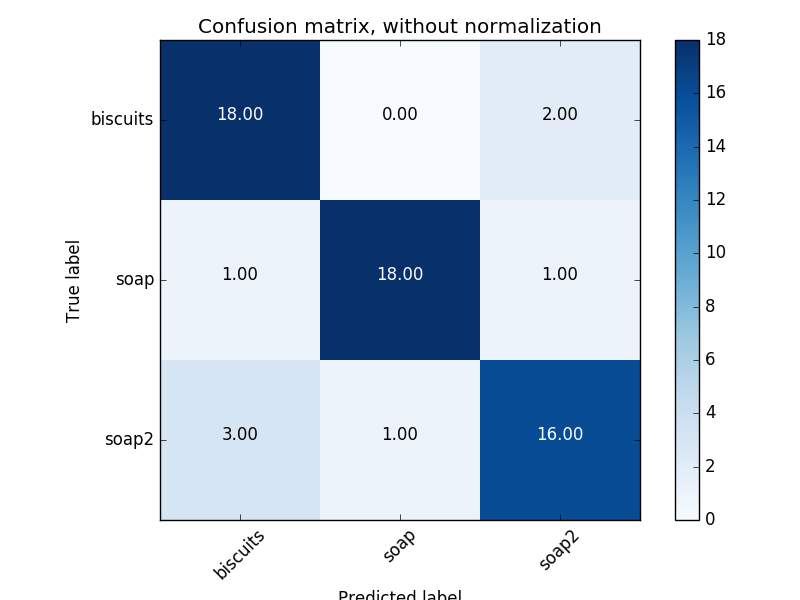 Confusion matrix, without normalization
True label
biscuits 18.00 0.00 2.00
soap 1.00 18.00 1.00
soap2 3.00 1.00 16.00
biscuits soap soap2
Predicted label
18
16
14
12
10
8
6
4
2
0